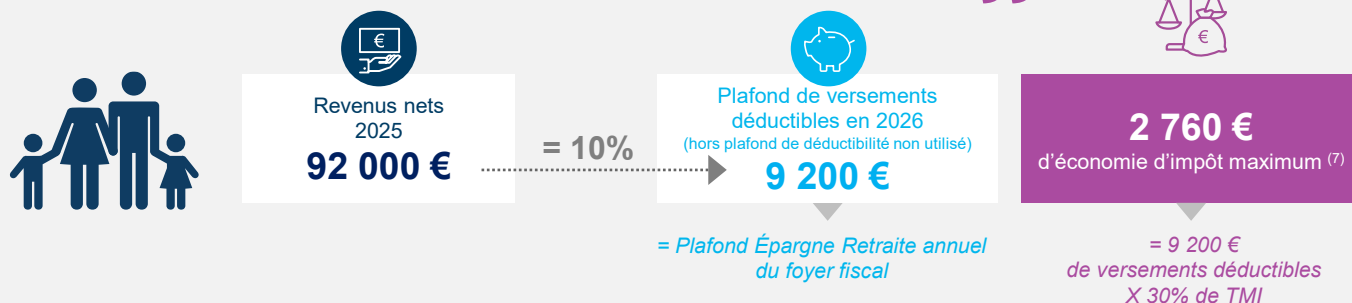 €
Revenus nets
2025
92 000 €
= 10%
Plafond de versements
déductibles en 2026
(hors plafond de déductibilité non utilisé)
9 200 €
= Plafond Épargne Retraite annuel
du foyer fiscal
€
2 760 €
d'économie d'impôt maximum (7)
= 9 200 €
de versements déductibles
X 30% de TMI